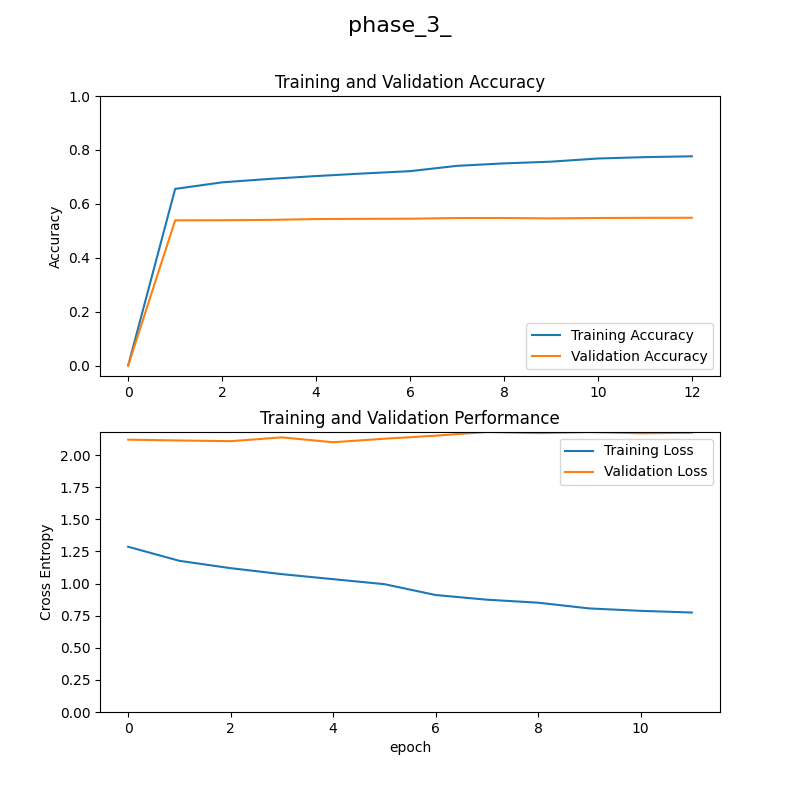 phase_3_
Training and Validation Accuracy
Accuracy
1.0
0.8
0.6
0.4
0.2
0.0
Training Accuracy
Validation Accuracy
0 2 4 6 8 10 12
Training and Validation Performance
Cross Entropy
2.00
1.75
1.50
1.25
1.00
0.75
0.50
0.25
0.00
Training Loss
Validation Loss
0 2 4 6 8 10
epoch